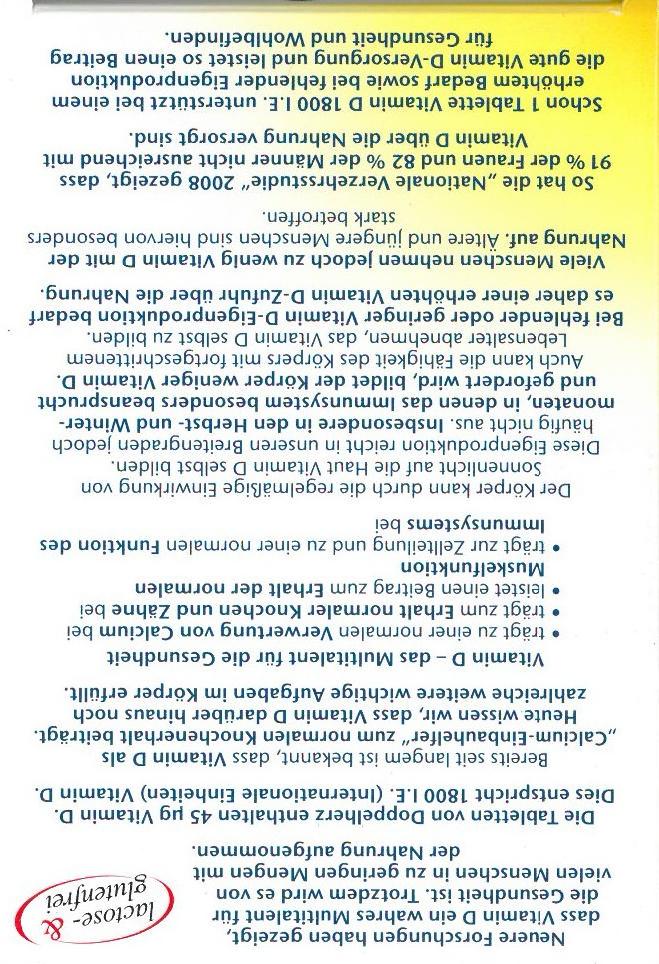 Neuere Forschungen haben gezeigt,
dass Vitamin D ein wahres Multitalent für
die Gesundheit ist. Trotzdem wird es von
vielen Menschen in zu geringen Mengen mit
der Nahrung aufgenommen.
lactose- &
glutenfrei
Die Tabletten von Doppelherz enthalten 45 µg Vitamin D.
Dies entspricht 1800 I.E. (Internationale Einheiten) Vitamin D.
Bereits seit langem ist bekannt, dass Vitamin D als
„Calcium-Einbauhelfer" zum normalen Knochenerhalt beiträgt.
Heute wissen wir, dass Vitamin D darüber hinaus noch
zahlreiche weitere wichtige Aufgaben im Körper erfüllt.
Vitamin D – das Multitalent für die Gesundheit
• trägt zu einer normalen Verwertung von Calcium bei
• trägt zum Erhalt normaler Knochen und Zähne bei
• leistet einen Beitrag zum Erhalt der normalen
Muskelfunktion
• trägt zur Zellteilung und zu einer normalen Funktion des
Immunsystems bei
Der Körper kann durch die regelmäßige Einwirkung von
Sonnenlicht auf die Haut Vitamin D selbst bilden.
Diese Eigenproduktion reicht in unseren Breitengraden jedoch
häufig nicht aus. Insbesondere in den Herbst- und Winter-
monaten, in denen das Immunsystem besonders beansprucht
und gefordert wird, bildet der Körper weniger Vitamin D.
Auch kann die Fähigkeit des Körpers mit fortgeschrittenem
Lebensalter abnehmen, das Vitamin D selbst zu bilden.
Bei fehlender oder geringer Vitamin D-Eigenproduktion bedarf
es daher einer erhöhten Vitamin D-Zufuhr über die Nahrung.
Viele Menschen nehmen jedoch zu wenig Vitamin D mit der
Nahrung auf. Ältere und jüngere Menschen sind hiervon besonders
stark betroffen.
So hat die „Nationale Verzehrsstudie" 2008 gezeigt, dass
91 % der Frauen und 82 % der Männer nicht ausreichend mit
Vitamin D über die Nahrung versorgt sind.
Schon 1 Tablette Vitamin D 1800 I.E. unterstützt bei einem
erhöhtem Bedarf sowie bei fehlender Eigenproduktion
die gute Vitamin D-Versorgung und leistet so einen Beitrag
für Gesundheit und Wohlbefinden.